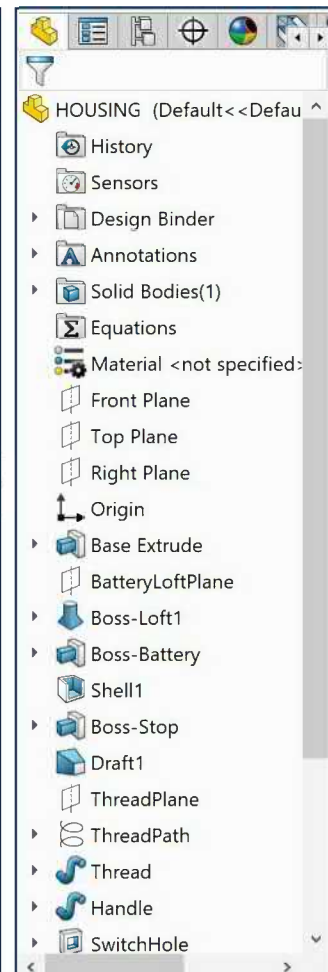 HOUSING (Default<<Defau
History
Sensors
Design Binder
Annotations
Solid Bodies(1)
Equations
Material <not specified>
Front Plane
Top Plane
Right Plane
Origin
Base Extrude
BatteryLoftPlane
Boss-Loft1
Boss-Battery
Shell1
Boss-Stop
Draft1
ThreadPlane
ThreadPath
Thread
Handle
SwitchHole